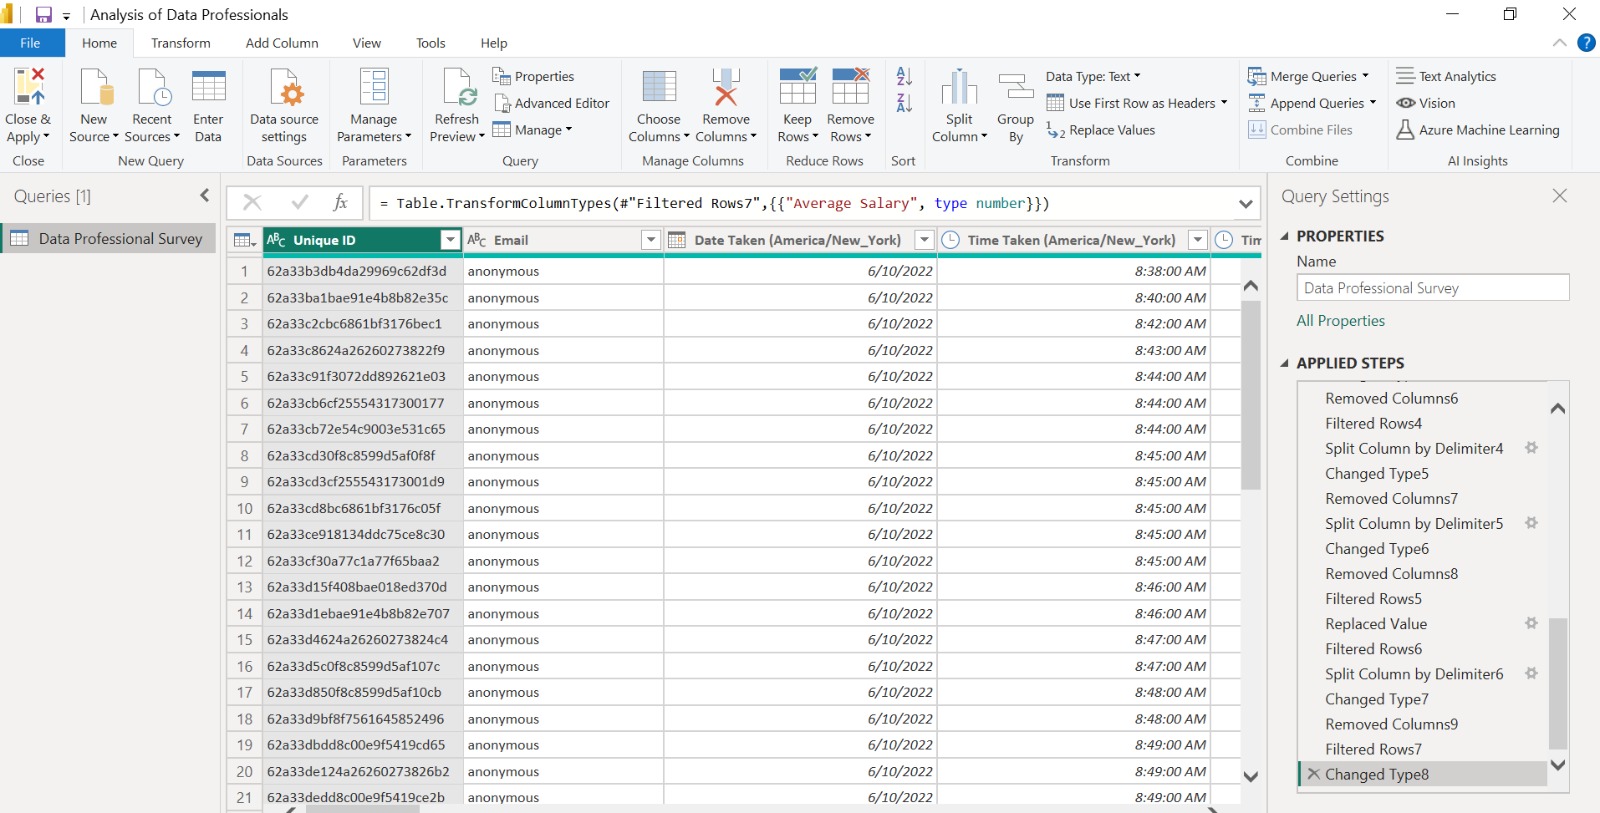 Analysis of Data Professionals
File Home Transform Add Column View Tools Help
Close & Apply
Close
New Source
Recent Sources
Enter Data
New Query
Data source settings
Data Sources
Manage Parameters
Parameters
Refresh Preview
Properties
Advanced Editor
Manage
Query
Choose Columns
Remove Columns
Manage Columns
Keep Rows
Remove Rows
Reduce Rows
Sort
Split Column
Group By
Data Type: Text
Use First Row as Headers
Replace Values
Transform
Merge Queries
Append Queries
Combine Files
Combine
Text Analytics
Vision
Azure Machine Learning
AI Insights
Queries [1]
Data Professional Survey
fx = Table.TransformColumnTypes(#"Filtered Rows7",{{"Average Salary", type number}})
ABC Unique ID ABC Email Date Taken (America/New_York) Time Taken (America/New_York) Tim
1 62a33b3db4da29969c62df3d anonymous 6/10/2022 8:38:00 AM
2 62a33ba1bae91e4b8b82e35c anonymous 6/10/2022 8:40:00 AM
3 62a33c2cbc6861bf3176bec1 anonymous 6/10/2022 8:42:00 AM
4 62a33c8624a26260273822f9 anonymous 6/10/2022 8:43:00 AM
5 62a33c91f3072dd892621e03 anonymous 6/10/2022 8:44:00 AM
6 62a33cb6cf25554317300177 anonymous 6/10/2022 8:44:00 AM
7 62a33cb72e54c9003e531c65 anonymous 6/10/2022 8:44:00 AM
8 62a33cd30f8c8599d5af0f8f anonymous 6/10/2022 8:45:00 AM
9 62a33cd3cf255543173001d9 anonymous 6/10/2022 8:45:00 AM
10 62a33cd8bc6861bf3176c05f anonymous 6/10/2022 8:45:00 AM
11 62a33ce918134ddc75ce8c30 anonymous 6/10/2022 8:45:00 AM
12 62a33cf30a77c1a77f65baa2 anonymous 6/10/2022 8:45:00 AM
13 62a33d15f408bae018ed370d anonymous 6/10/2022 8:46:00 AM
14 62a33d1ebae91e4b8b82e707 anonymous 6/10/2022 8:46:00 AM
15 62a33d4624a26260273824c4 anonymous 6/10/2022 8:47:00 AM
16 62a33d5c0f8c8599d5af107c anonymous 6/10/2022 8:47:00 AM
17 62a33d850f8c8599d5af10cb anonymous 6/10/2022 8:48:00 AM
18 62a33d9bf8f7561645852496 anonymous 6/10/2022 8:48:00 AM
19 62a33dbdd8c00e9f5419cd65 anonymous 6/10/2022 8:49:00 AM
20 62a33de124a26260273826b2 anonymous 6/10/2022 8:49:00 AM
21 62a33dedd8c00e9f5419ce2b anonymous 6/10/2022 8:49:00 AM
Query Settings
PROPERTIES
Name
Data Professional Survey
All Properties
APPLIED STEPS
Removed Columns6
Filtered Rows4
Split Column by Delimiter4
Changed Type5
Removed Columns7
Split Column by Delimiter5
Changed Type6
Removed Columns8
Filtered Rows5
Replaced Value
Filtered Rows6
Split Column by Delimiter6
Changed Type7
Removed Columns9
Filtered Rows7
Changed Type8